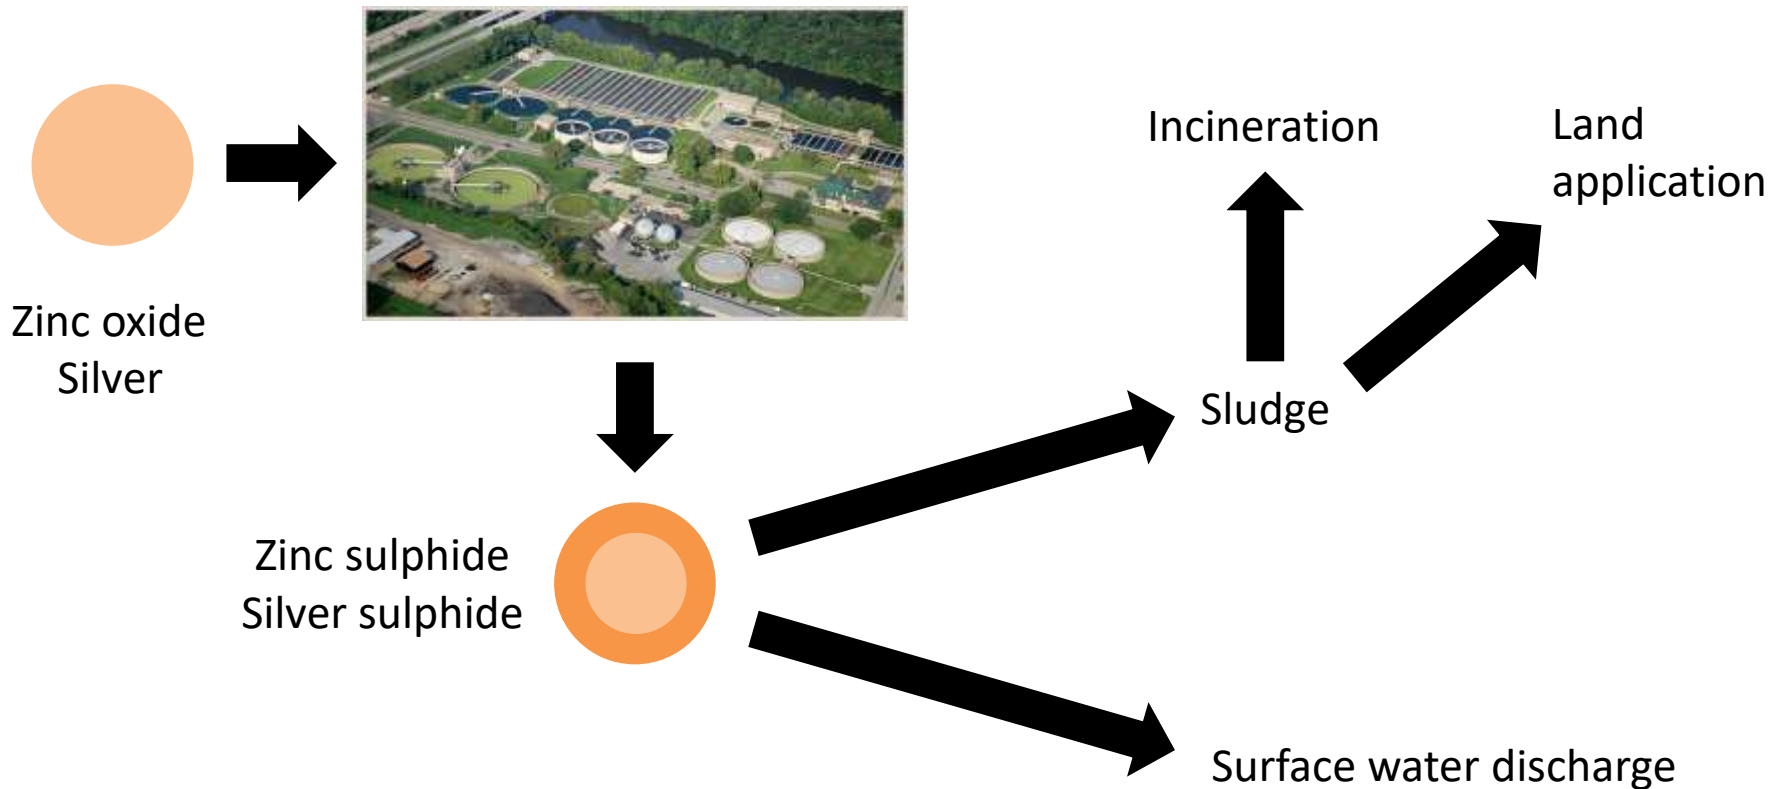 Zinc oxide
Silver
Incineration
Land
application
Sludge
Zinc sulphide
Silver sulphide
Surface water discharge